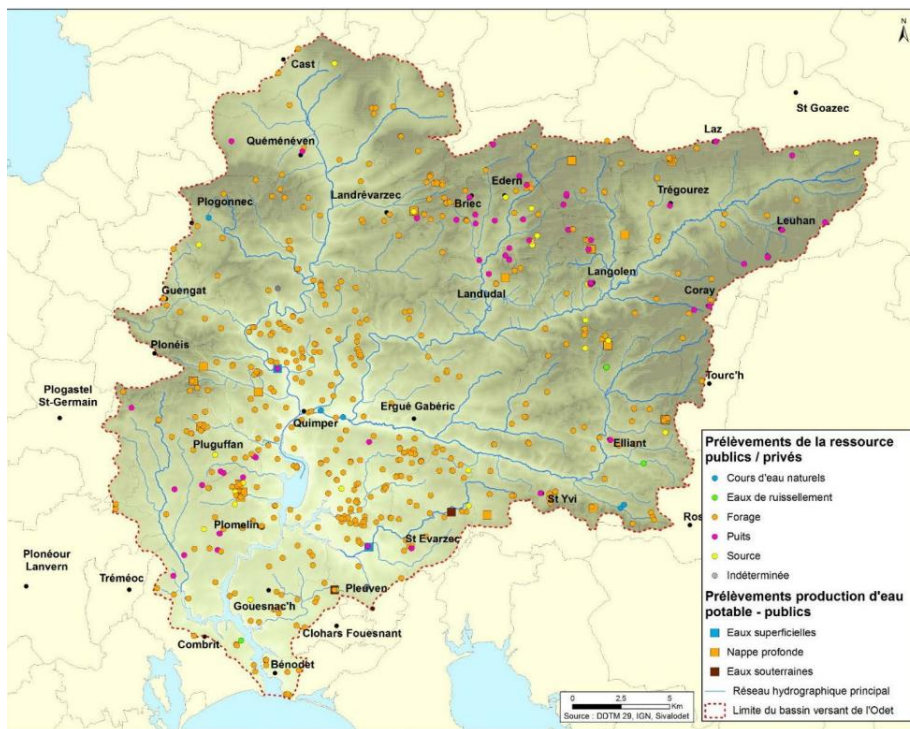 N
Cast
St Goazec
Laz
Quéménéven
Edern
Trégourez
Plogonnec
Landrévarzec
Briec
Leuhan
Langolen
Guengat
Landudal
Coray
Plonéis
Tourc'h
Plogastel
St-Germain
Ergué Gabéric
Quimper
Elliant
Pluguffan
St Yvi
Ros
Plomelin
St Evarzec
Plonéour
Lanvern
Tréméoc
Pleuven
Gouesnac'h
Clohars Fouesnant
Combrit
Bénodet
Prélèvements de la ressource
publics / privés
Cours d'eau naturels
Eaux de ruissellement
Forage
Puits
Source
Indéterminée
Prélèvements production d'eau
potable - publics
Eaux superficielles
Nappe profonde
Eaux souterraines
Réseau hydrographique principal
Limite du bassin versant de l'Odet
0 2.5 5
Km
Source : DDTM 29, IGN, Sivalodet